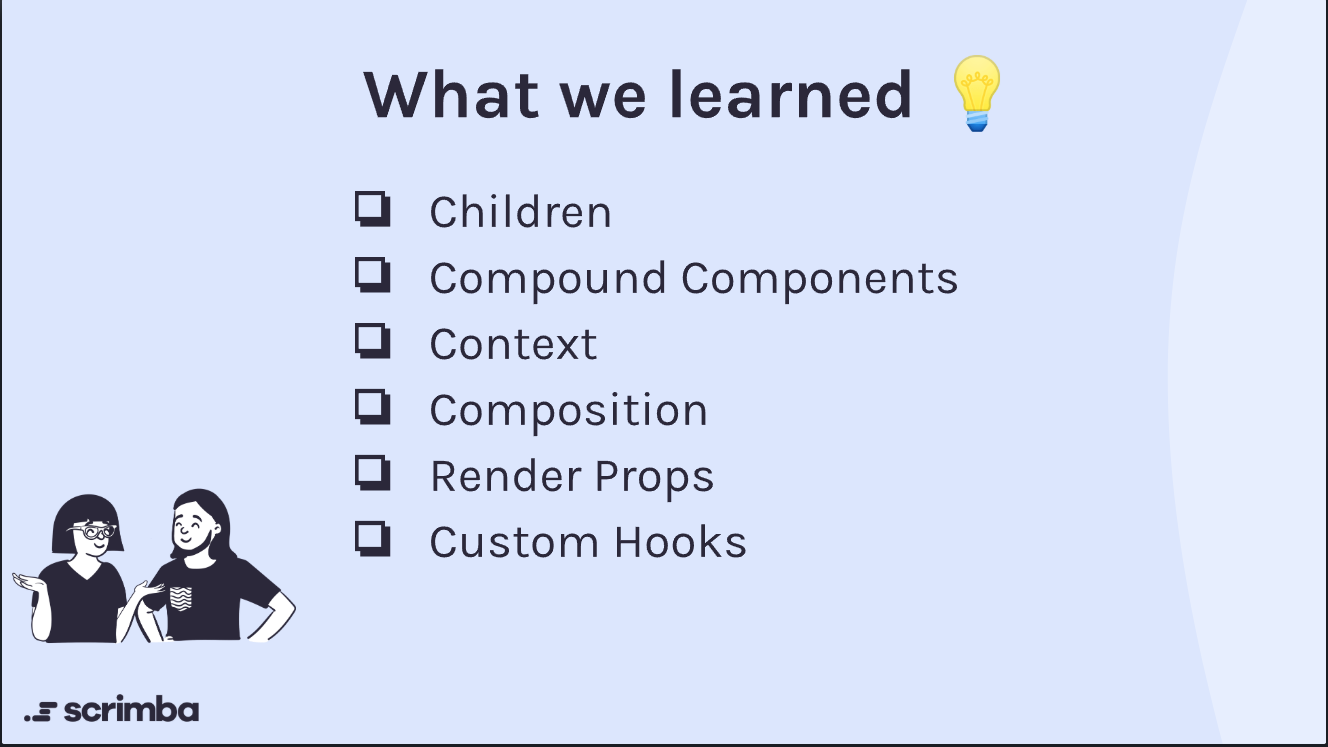 What we learned
Children
Compound Components
Context
Composition
Render Props
Custom Hooks
scrimba